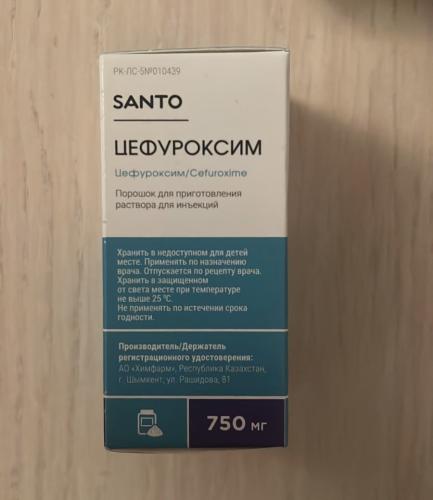 РК-ЛС-5№010439
SANTO
ЦЕФУРОКСИМ
Цефуроксим/Cefuroxime
Порошок для приготовления
раствора для инъекций
Хранить в недоступном для детей
месте. Применять по назначению
врача. Отпускается по рецепту врача.
Хранить в защищенном
от света месте при температуре
не выше 25 °С.
Не применять по истечении срока
годности.
Производитель/Держатель
регистрационного удостоверения:
АО «Химфарм», Республика Казахстан,
г. Шымкент, ул. Рашидова, 81
750 мг